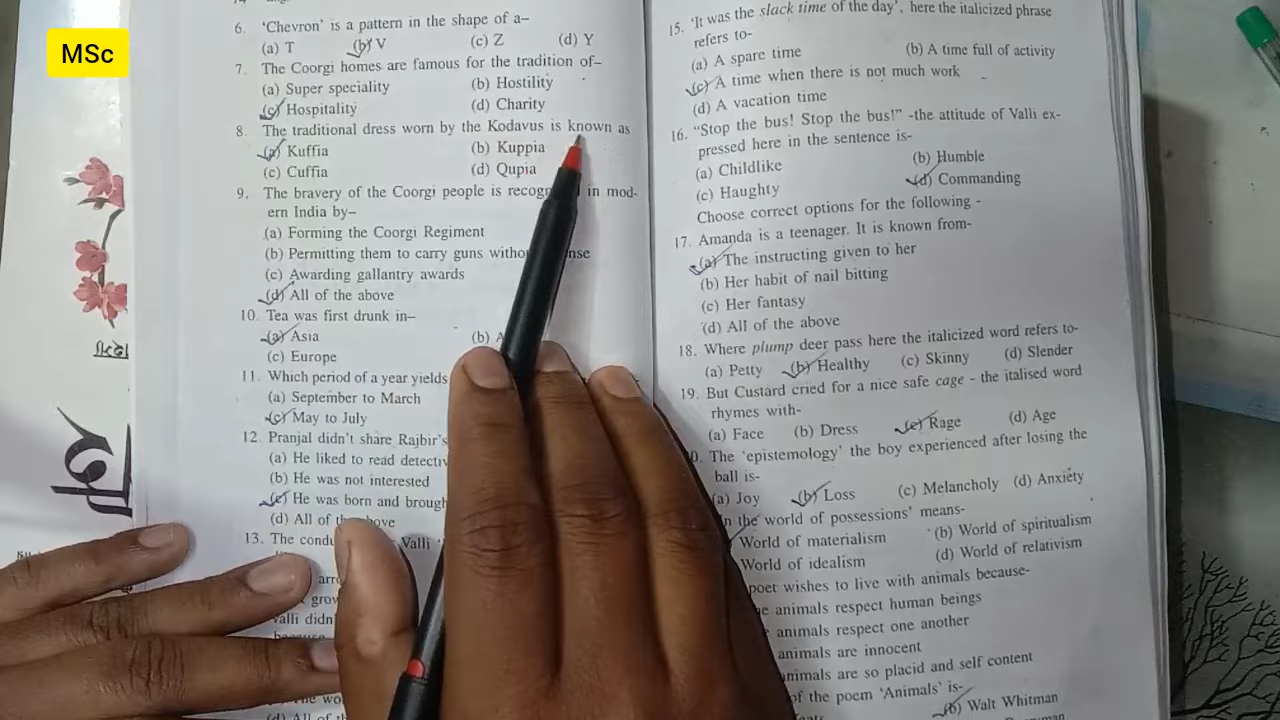 MSc
6. 'Chevron' is a pattern in the shape of a–
(a) T (b) V (c) Z (d) Y
7. The Coorgi homes are famous for the tradition of–
(a) Super speciality (b) Hostility
(c) Hospitality (d) Charity
8. The traditional dress worn by the Kodavus is known as
(a) Kuffia (b) Kuppia
(c) Cuffia (d) Qupia
9. The bravery of the Coorgi people is in mod-
ern India by–
(a) Forming the Coorgi Regiment
(b) Permitting them to carry guns
(c) Awarding gallantry awards
(d) All of the above
10. Tea was first drunk in–
(a) Asia (b)
(c) Europe
11. Which period of a year yields
(a) September to March
(c) May to July
12. Pranjal didn't share Rajbir's
(a) He liked to read
(b) He was not interested
(c) He was born and
(d) All of
13. The Valli
15. 'It was the slack time of the day', here the italicized phrase
refers to-
(a) A spare time (b) A time full of activity
(c) A time when there is not much work
(d) A vacation time
16. "Stop the bus! Stop the bus!" -the attitude of Valli ex-
pressed here in the sentence is-
(a) Childlike (b) Humble
(c) Haughty (d) Commanding
Choose correct options for the following -
17. Amanda is a teenager. It is known from-
(a) The instructing given to her
(b) Her habit of nail bitting
(c) Her fantasy
(d) All of the above
18. Where plump deer pass here the italicized word refers to-
(a) Petty (b) Healthy (c) Skinny (d) Slender
19. But Custard cried for a nice safe cage - the italised word
rhymes with-
(a) Face (b) Dress (c) Rage (d) Age
The 'epistemology' the boy experienced after losing the
ball is-
(a) Joy (b) Loss (c) Melancholy (d) Anxiety
the world of possessions' means-
World of materialism (b) World of spiritualism
World of idealism (d) World of relativism
poet wishes to live with animals because-
animals respect human beings
animals respect one another
animals are innocent
animals are so placid and self content
of the poem 'Animals' is-
(b) Walt Whitman